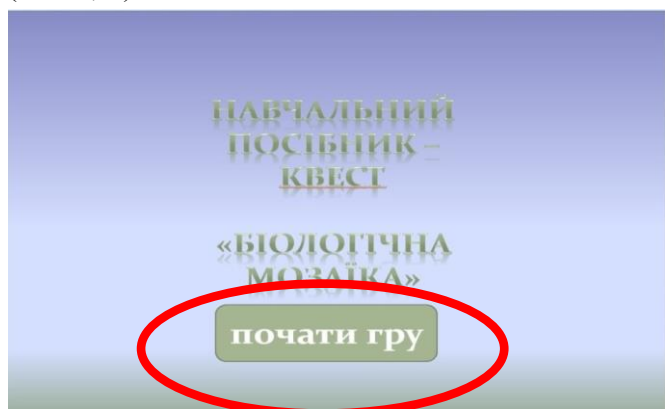 НАВЧАЛЬНИЙ
ПОСІБНИК –
КВЕСТ
«БІОЛОГІЧНА
МОЗАЇКА»
почати гру